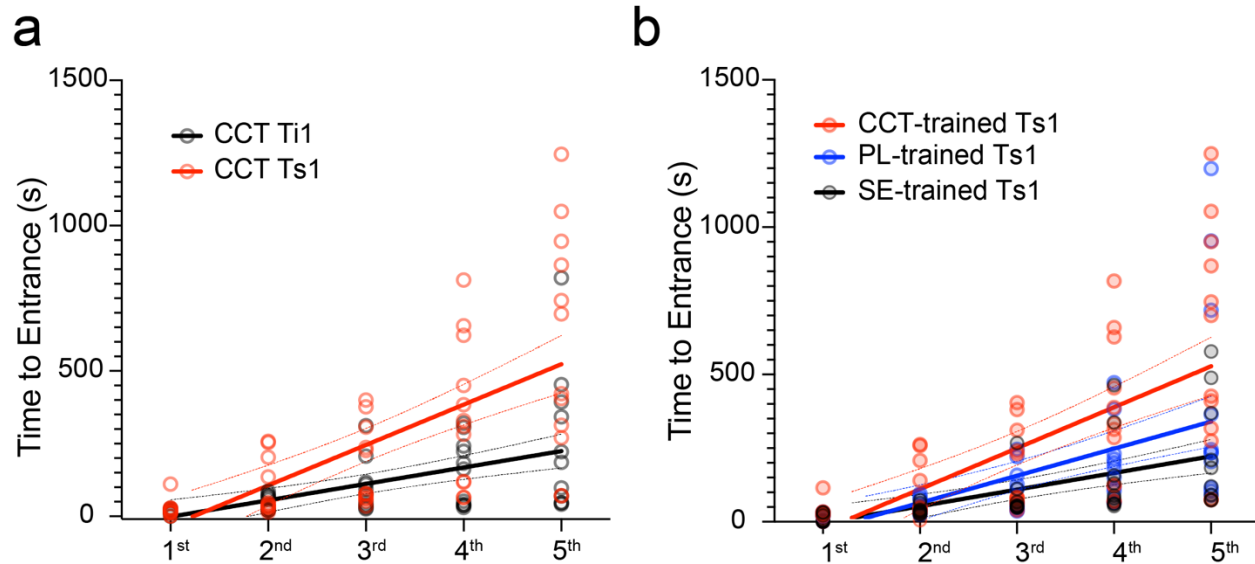 a
1500
CCT Ti1
CCT Ts1
1000
500
0
Time to Entrance (s)
1st 2nd 3rd 4th 5th
b
1500
CCT-trained Ts1
PL-trained Ts1
SE-trained Ts1
1000
500
0
Time to Entrance (s)
1st 2nd 3rd 4th 5th